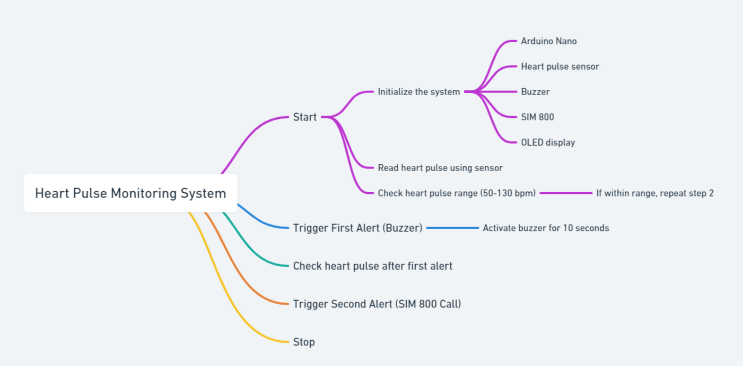 Heart Pulse Monitoring System
Start
Initialize the system
Arduino Nano
Heart pulse sensor
Buzzer
SIM 800
OLED display
Read heart pulse using sensor
Check heart pulse range (50-130 bpm)
If within range, repeat step 2
Trigger First Alert (Buzzer)
Activate buzzer for 10 seconds
Check heart pulse after first alert
Trigger Second Alert (SIM 800 Call)
Stop